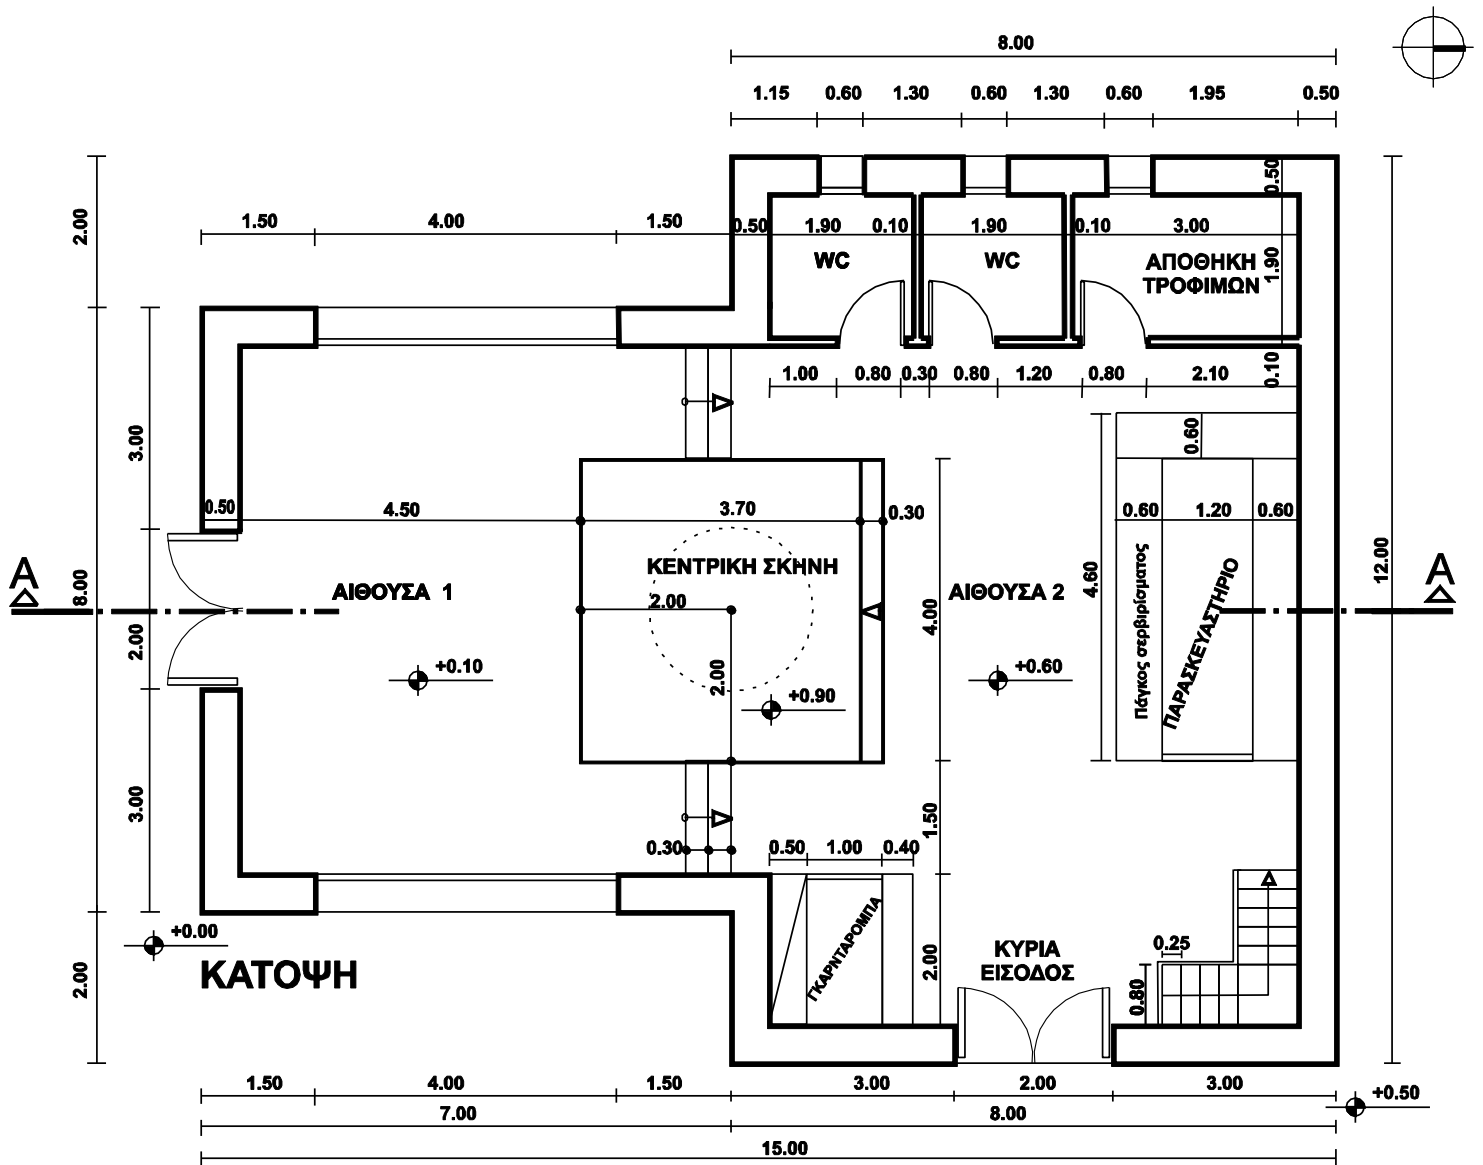 8.00
1.15 0.60 1.30 0.60 1.30 0.60 1.95 0.50
2.00
1.50 4.00 1.50 0.50 1.90 0.10 1.90 0.10 3.00
0.50
1.90
0.10
WC WC ΑΠΟΘΗΚΗ
ΤΡΟΦΙΜΩΝ
1.00 0.80 0.30 0.80 1.20 0.80 2.10
3.00
0.60
0.50 4.50 3.70 0.30 0.60 1.20 0.60
Α
8.00
2.00
ΑΙΘΟΥΣΑ 1
ΚΕΝΤΡΙΚΗ ΣΚΗΝΗ
ΑΙΘΟΥΣΑ 2
4.00
4.60
Πάγκος σερβιρίσματος
ΠΑΡΑΣΚΕΥΑΣΤΗΡΙΟ
12.00
Α
2.00
2.00
+0.10
+0.90
+0.60
3.00
0.30
0.50 1.00 0.40
1.50
ΓΚΑΡΝΤΑΡΟΜΠΑ
2.00
+0.00
ΚΑΤΟΨΗ
2.00
ΚΥΡΙΑ
ΕΙΣΟΔΟΣ
0.25
0.80
1.50 4.00 1.50 3.00 2.00 3.00
+0.50
7.00 8.00
15.00